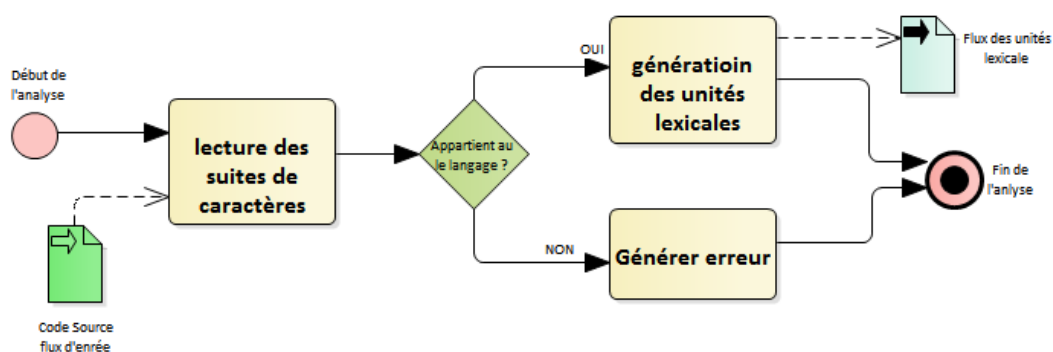 Début de
l'analyse
Code Source
flux d'enrée
lecture des
suites de
caractères
Appartient au
le langage ?
OUI
NON
génératioin
des unités
lexicales
Générer erreur
Flux des unités
lexicale
Fin de
l'anlyse